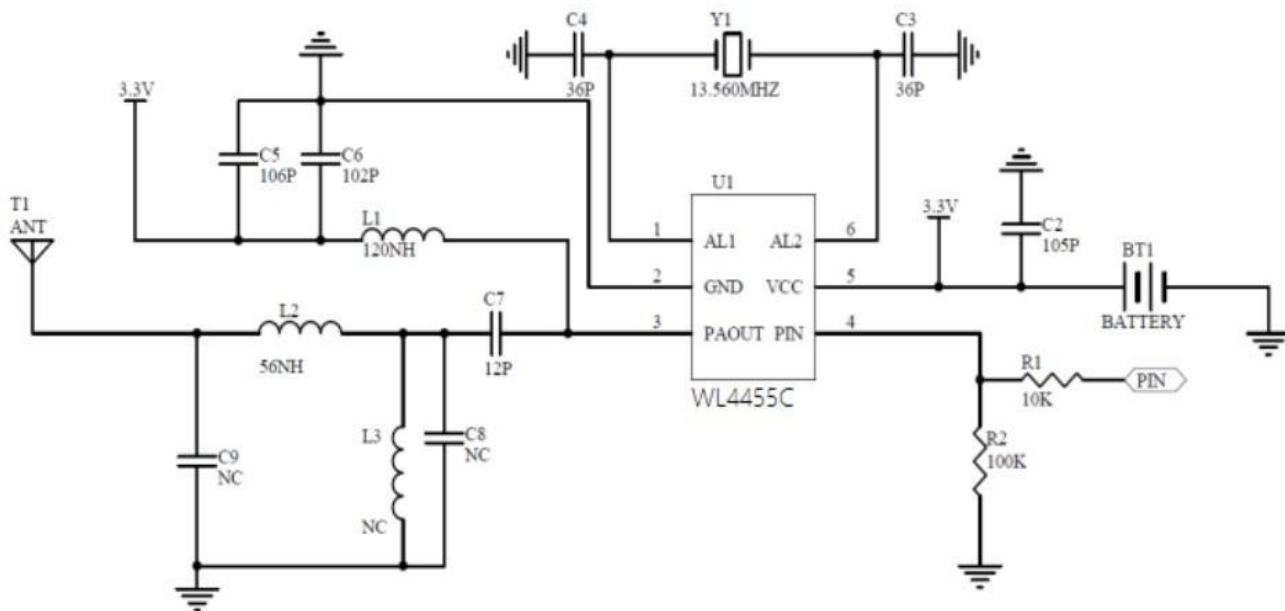 C4
Y1
C3
36P
13.560MHZ
36P
3.3V
C5
106P
C6
102P
U1
T1
ANT
L1
120NH
1
AL1
AL2
6
3.3V
C2
105P
BT1
BATTERY
2
GND
VCC
5
3
PAOUT
PIN
4
WL4455C
L2
56NH
C7
12P
R1
10K
PIN
R2
100K
L3
NC
C8
NC
C9
NC